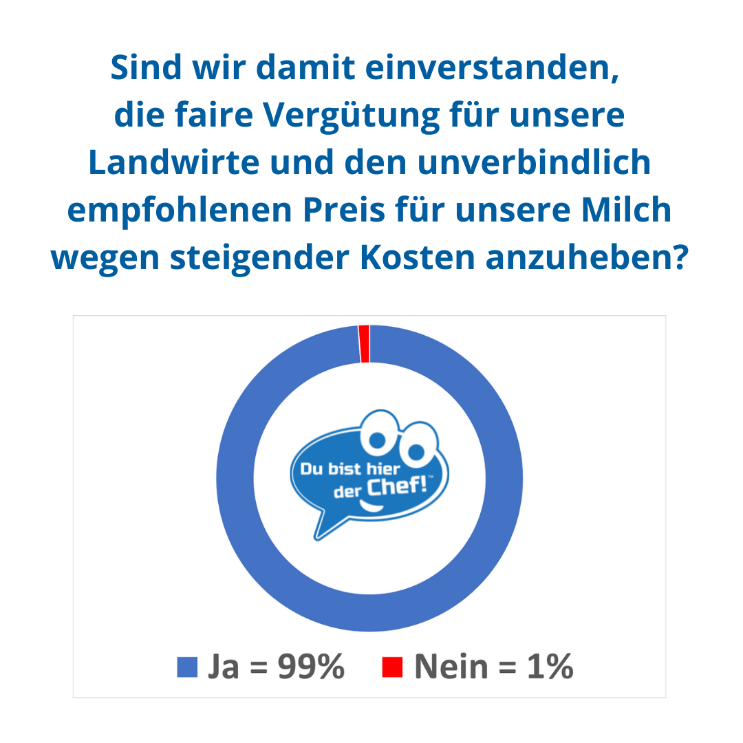 Sind wir damit einverstanden,
die faire Vergütung für unsere
Landwirte und den unverbindlich
empfohlenen Preis für unsere Milch
wegen steigender Kosten anzuheben?
Du bist hier
der Chef!™
Ja = 99% Nein = 1%